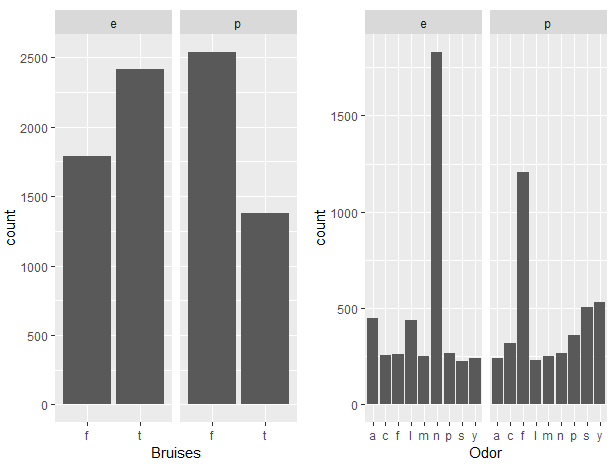 e p
count
2500
2000
1500
1000
500
0
f t f t
Bruises
e p
count
1500
1000
500
0
a c f l m n p s y a c f l m n p s y
Odor